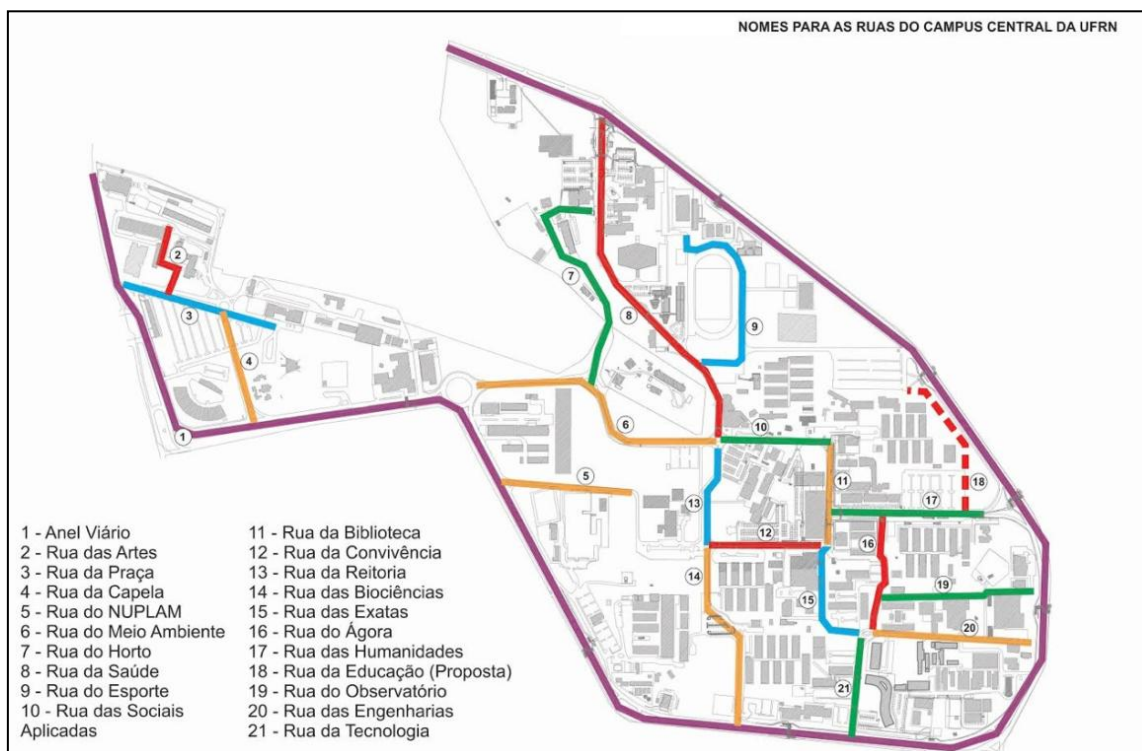 NOMES PARA AS RUAS DO CAMPUS CENTRAL DA UFRN
2
3
4
1
7
8
9
6
10
5
11
18
13
17
12
16
14
15
19
20
21
1 - Anel Viário
2 - Rua das Artes
3 - Rua da Praça
4 - Rua da Capela
5 - Rua do NUPLAM
6 - Rua do Meio Ambiente
7 - Rua do Horto
8 - Rua da Saúde
9 - Rua do Esporte
10 - Rua das Sociais
Aplicadas
11 - Rua da Biblioteca
12 - Rua da Convivência
13 - Rua da Reitoria
14 - Rua das Biociências
15 - Rua das Exatas
16 - Rua do Ágora
17 - Rua das Humanidades
18 - Rua da Educação (Proposta)
19 - Rua do Observatório
20 - Rua das Engenharias
21 - Rua da Tecnologia